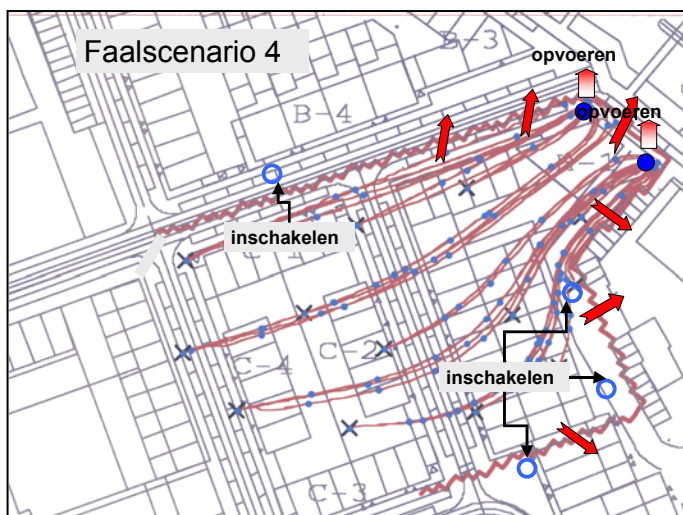 Faalscenario 4
B-3
opvoeren
B-4
opvoeren
inschakelen
C-4
C-2
inschakelen
C-3